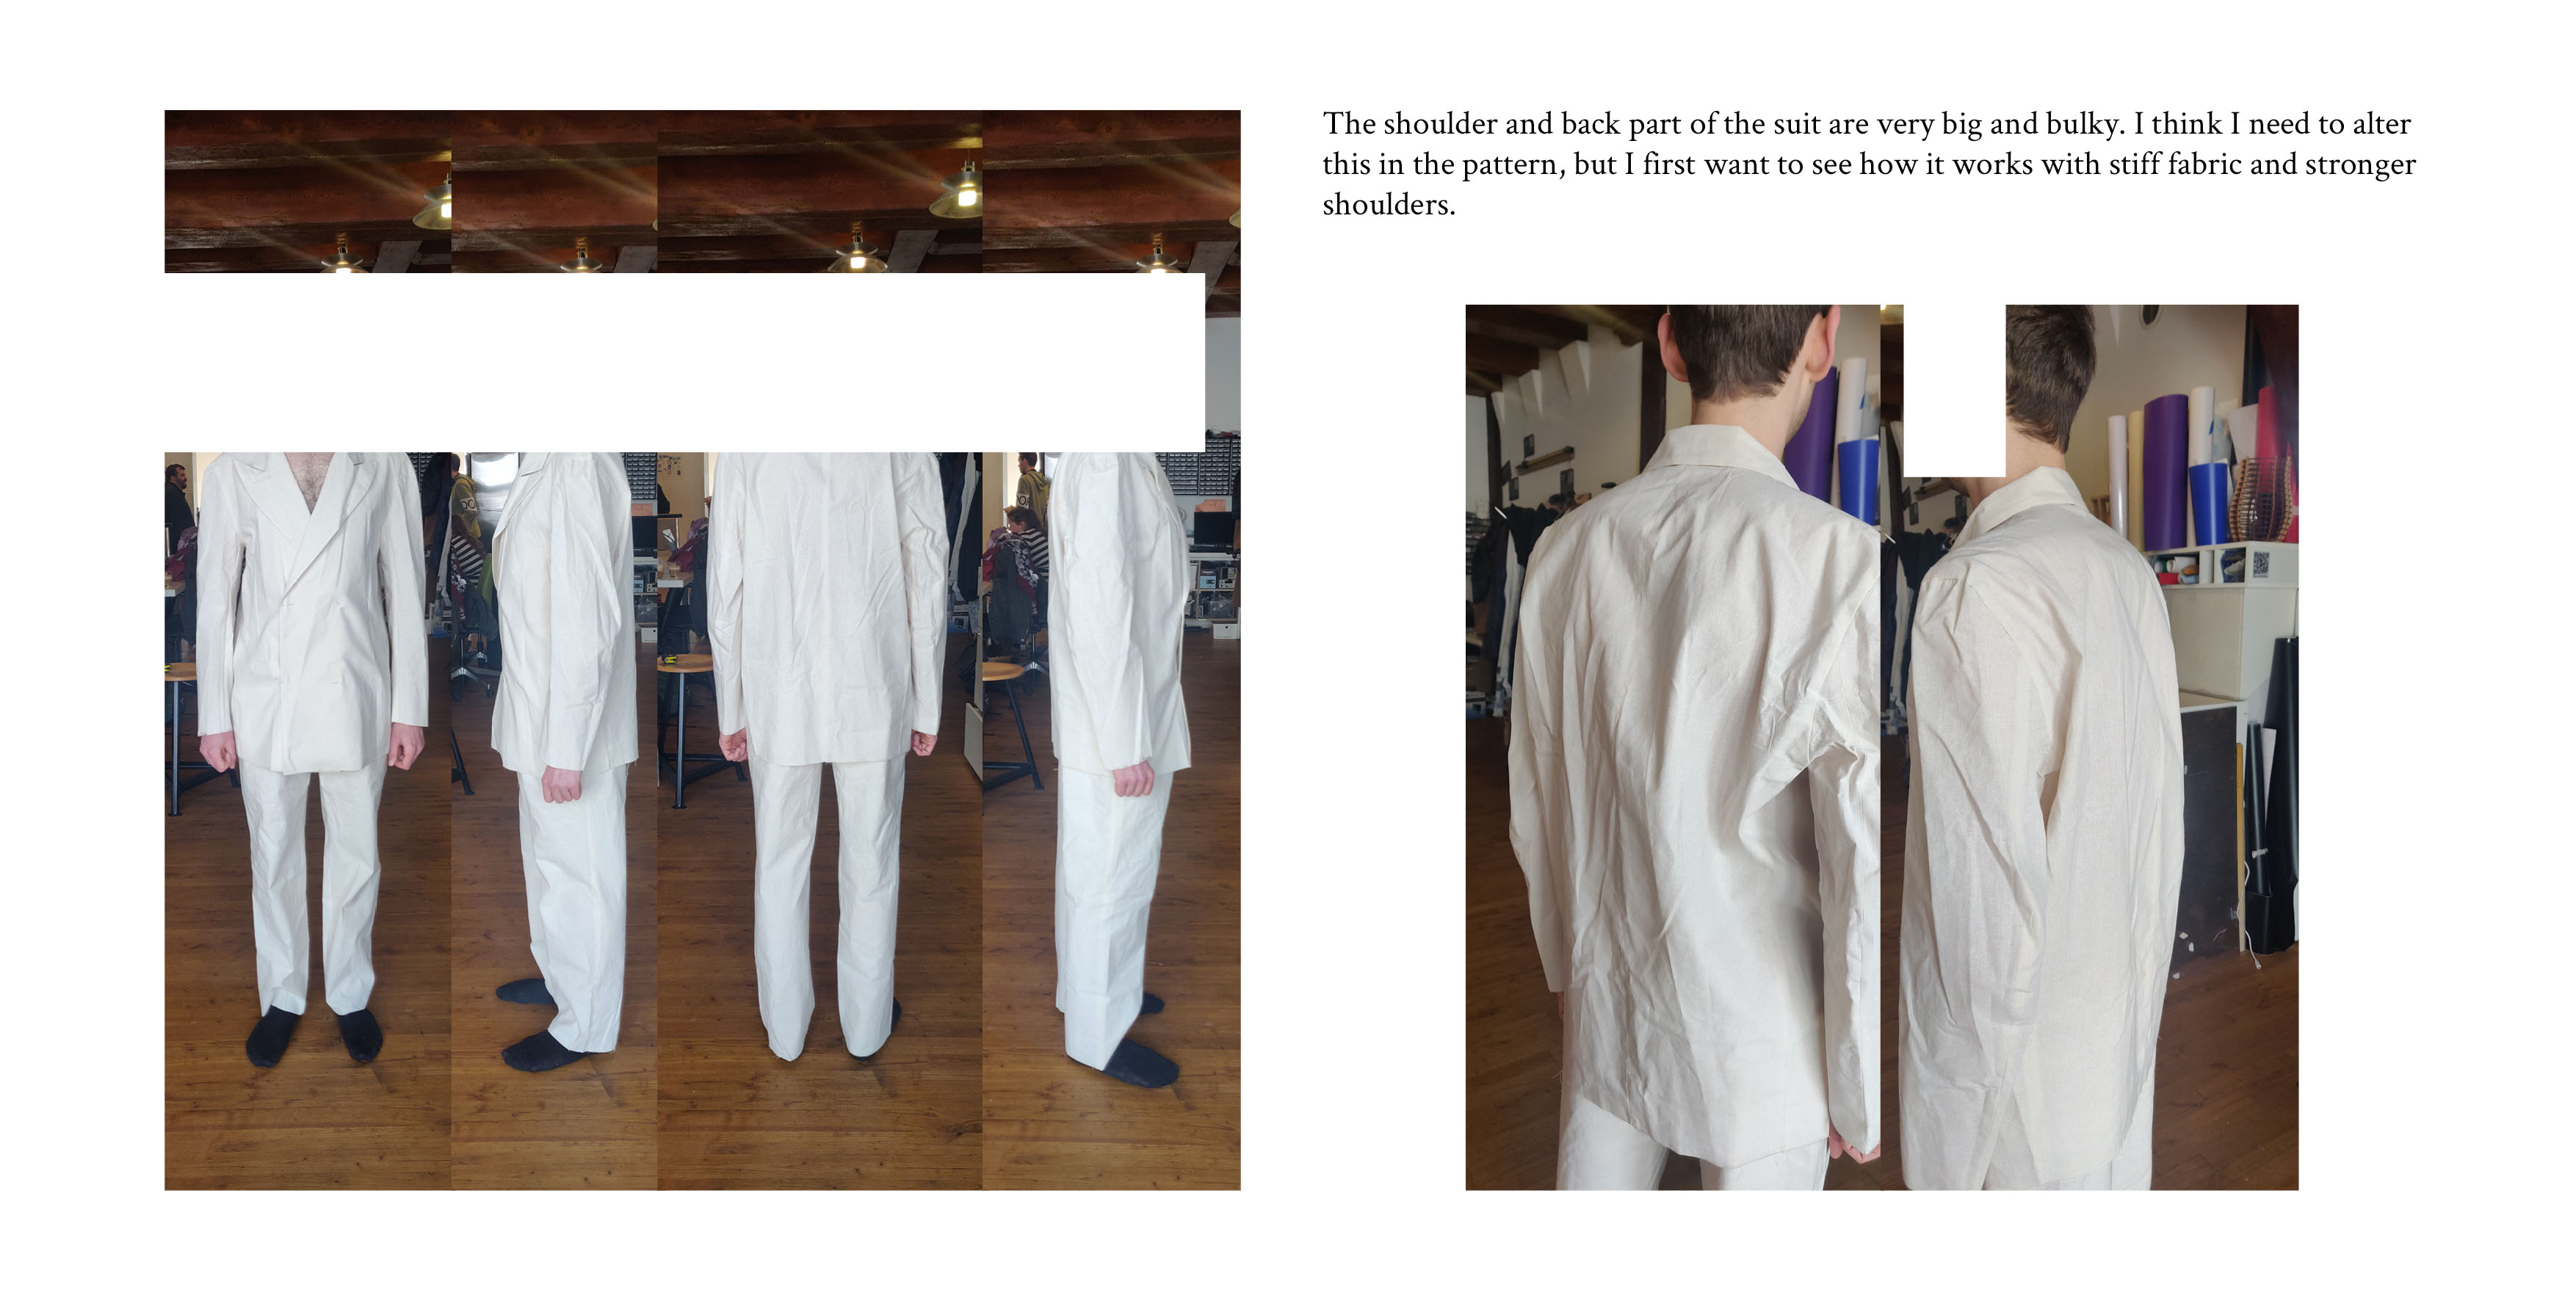 The shoulder and back part of the suit are very big and bulky. I think I need to alter
this in the pattern, but I first want to see how it works with stiff fabric and stronger
shoulders.